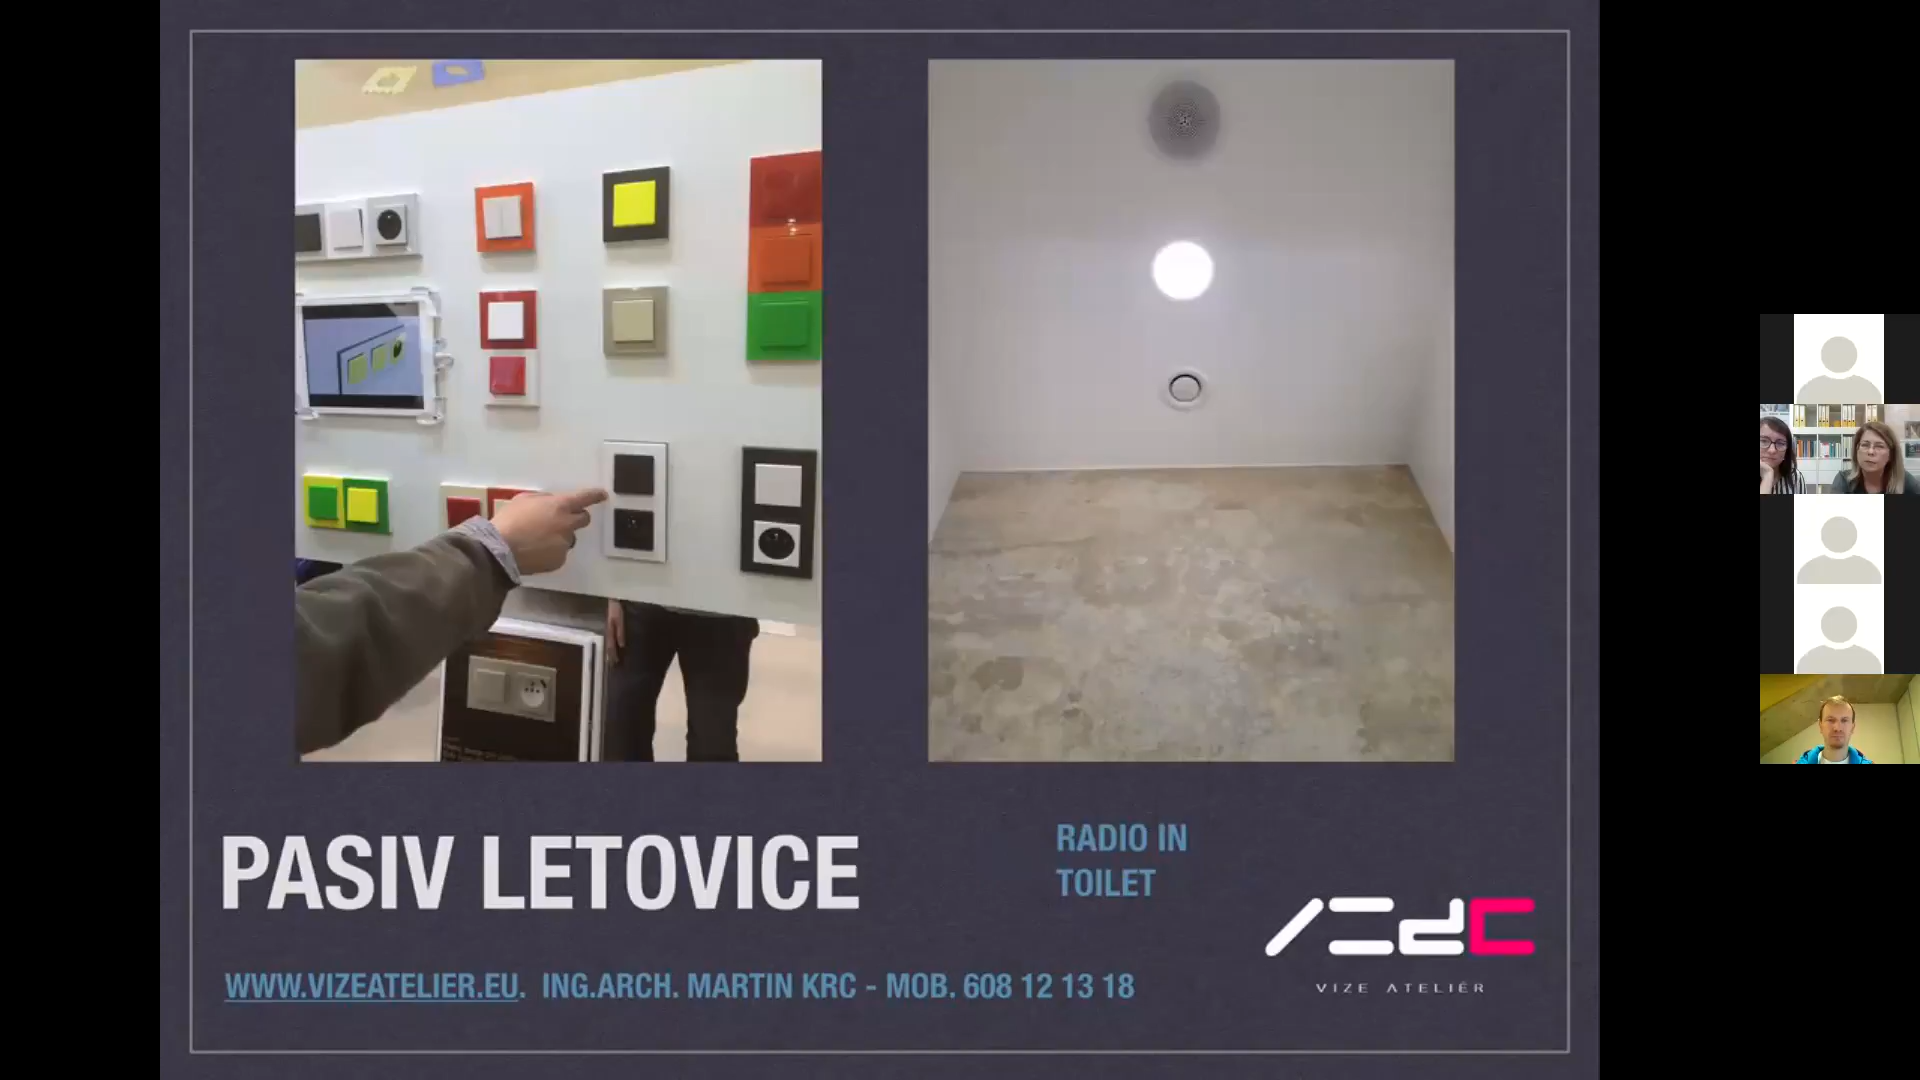 PASIV LETOVICE
RADIO IN
TOILET
WWW.VIZEATELIER.EU. ING.ARCH. MARTIN KRC - MOB. 608 12 13 18
VIZE ATELIÉR